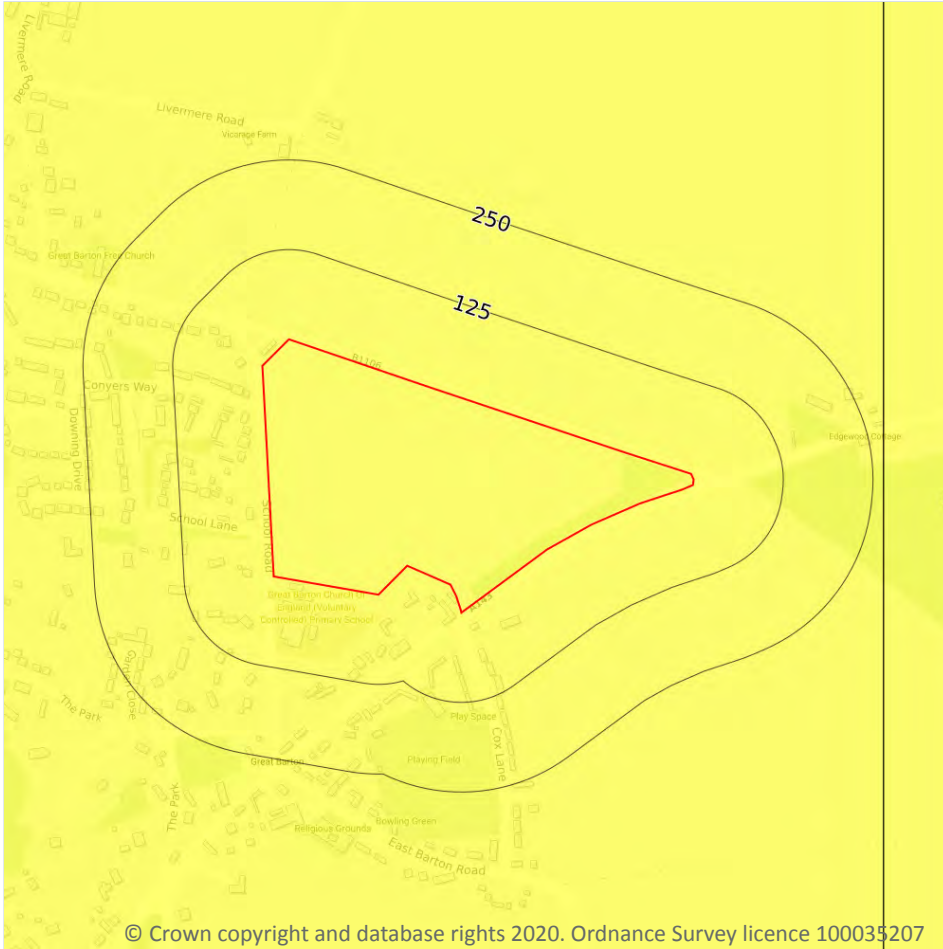 Livermere Road
Livermere Road
Vicarage Farm
250
Great Barton Free Church
125
B1106
Conyers Way
Downing Drive
Edgewood Cottage
School Lane
School Road
Great Barton Church of
England (Voluntary
Controlled) Primary School
A143
Garden Close
The Park
Play Space
Cox Lane
Great Barton
Playing Field
The Park
Bowling Green
Religious Grounds
East Barton Road
© Crown copyright and database rights 2020. Ordnance Survey licence 100035207